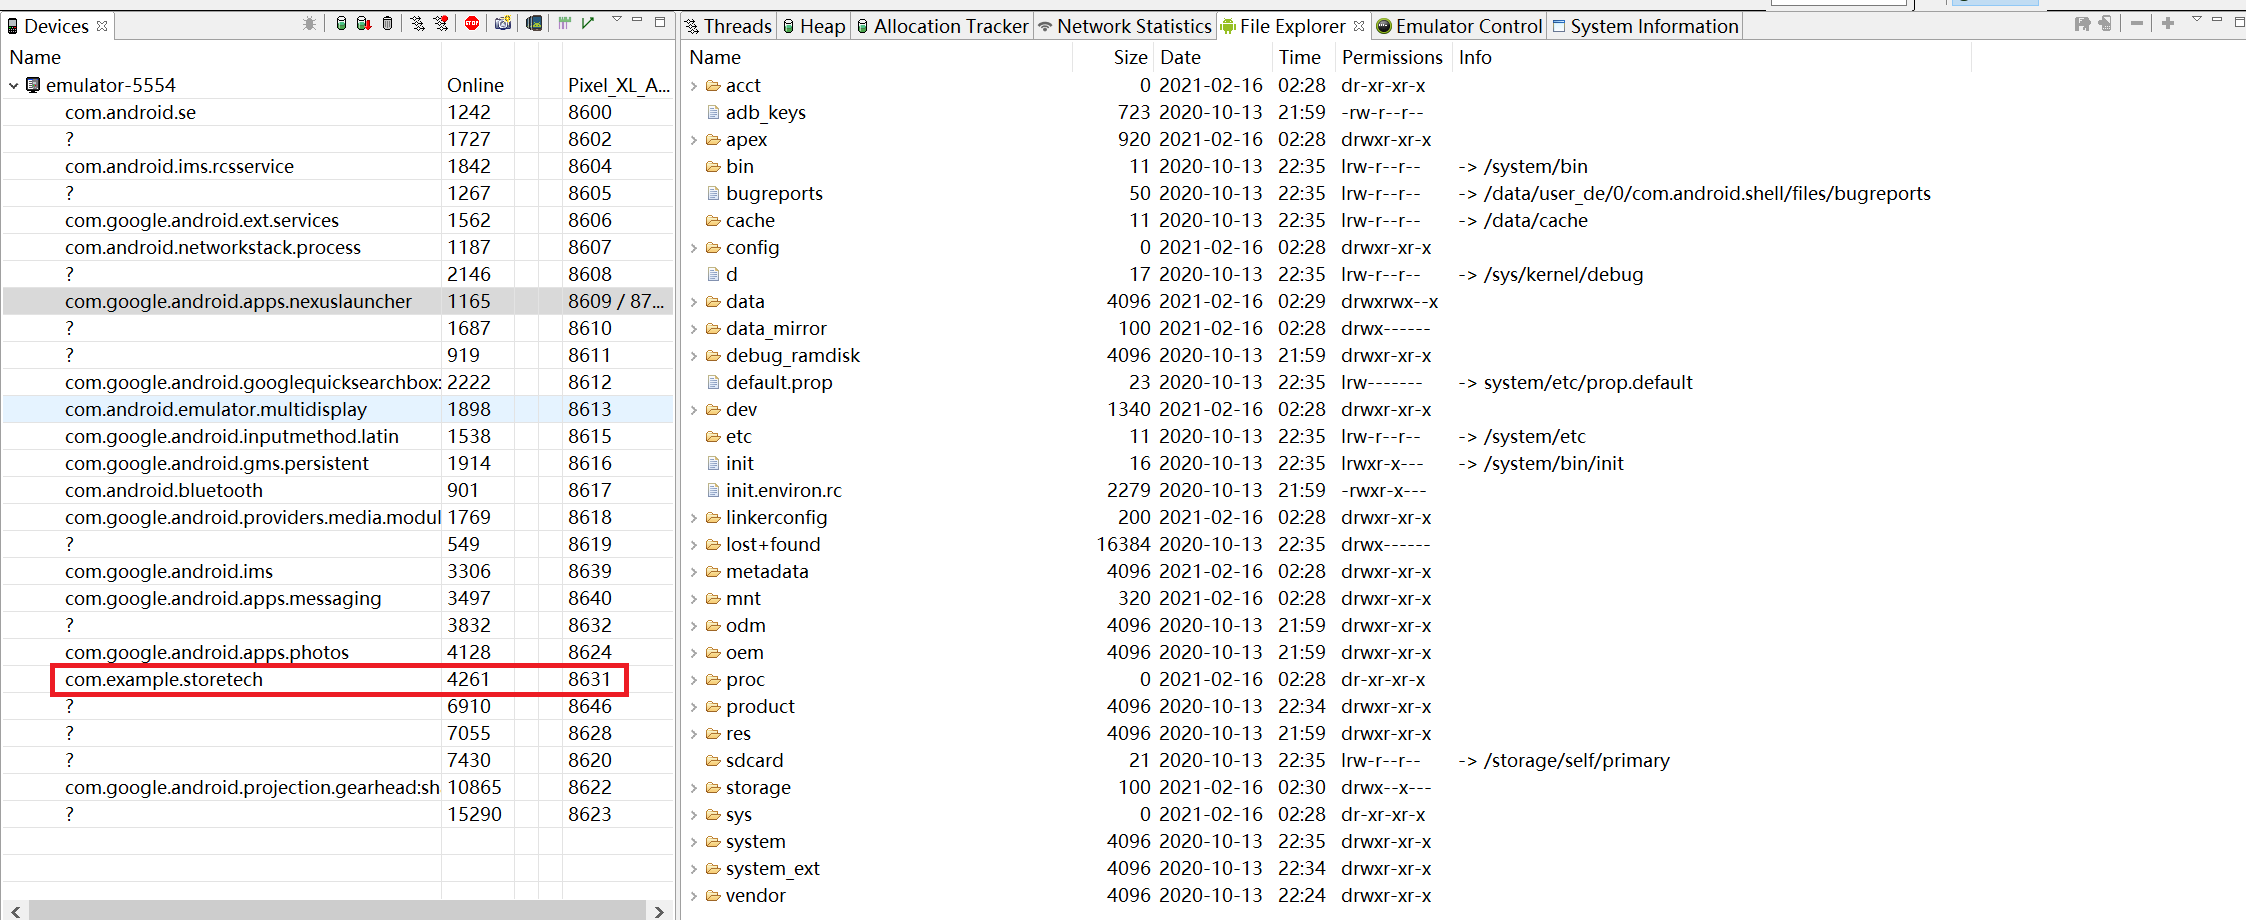 Devices
Name
emulator-5554 Online Pixel_XL_A...
com.android.se 1242 8600
? 1727 8602
com.android.ims.rcsservice 1842 8604
? 1267 8605
com.google.android.ext.services 1562 8606
com.android.networkstack.process 1187 8607
? 2146 8608
com.google.android.apps.nexuslauncher 1165 8609 / 87...
? 1687 8610
? 919 8611
com.google.android.googlequicksearchbox: 2222 8612
com.android.emulator.multidisplay 1898 8613
com.google.android.inputmethod.latin 1538 8615
com.google.android.gms.persistent 1914 8616
com.android.bluetooth 901 8617
com.google.android.providers.media.modul 1769 8618
? 549 8619
com.google.android.ims 3306 8639
com.google.android.apps.messaging 3497 8640
? 3832 8632
com.google.android.apps.photos 4128 8624
com.example.storetech 4261 8631
? 6910 8646
? 7055 8628
? 7430 8620
com.google.android.projection.gearhead:sh 10865 8622
? 15290 8623
Threads Heap Allocation Tracker Network Statistics File Explorer Emulator Control System Information
Name Size Date Time Permissions Info
acct 0 2021-02-16 02:28 dr-xr-xr-x
adb_keys 723 2020-10-13 21:59 -rw-r--r--
apex 920 2021-02-16 02:28 drwxr-xr-x
bin 11 2020-10-13 22:35 lrw-r--r-- -> /system/bin
bugreports 50 2020-10-13 22:35 lrw-r--r-- -> /data/user_de/0/com.android.shell/files/bugreports
cache 11 2020-10-13 22:35 lrw-r--r-- -> /data/cache
config 0 2021-02-16 02:28 drwxr-xr-x
d 17 2020-10-13 22:35 lrw-r--r-- -> /sys/kernel/debug
data 4096 2021-02-16 02:29 drwxrwx--x
data_mirror 100 2021-02-16 02:28 drwx------
debug_ramdisk 4096 2020-10-13 21:59 drwxr-xr-x
default.prop 23 2020-10-13 22:35 lrw------- -> system/etc/prop.default
dev 1340 2021-02-16 02:28 drwxr-xr-x
etc 11 2020-10-13 22:35 lrw-r--r-- -> /system/etc
init 16 2020-10-13 22:35 lrwxr-x--- -> /system/bin/init
init.environ.rc 2279 2020-10-13 21:59 -rwxr-x---
linkerconfig 200 2021-02-16 02:28 drwxr-xr-x
lost+found 16384 2020-10-13 22:35 drwx------
metadata 4096 2021-02-16 02:28 drwxr-xr-x
mnt 320 2021-02-16 02:28 drwxr-xr-x
odm 4096 2020-10-13 21:59 drwxr-xr-x
oem 4096 2020-10-13 21:59 drwxr-xr-x
proc 0 2021-02-16 02:28 dr-xr-xr-x
product 4096 2020-10-13 22:34 drwxr-xr-x
res 4096 2020-10-13 21:59 drwxr-xr-x
sdcard 21 2020-10-13 22:35 lrw-r--r-- -> /storage/self/primary
storage 100 2021-02-16 02:30 drwx--x---
sys 0 2021-02-16 02:28 dr-xr-xr-x
system 4096 2020-10-13 22:35 drwxr-xr-x
system_ext 4096 2020-10-13 22:34 drwxr-xr-x
vendor 4096 2020-10-13 22:24 drwxr-xr-x